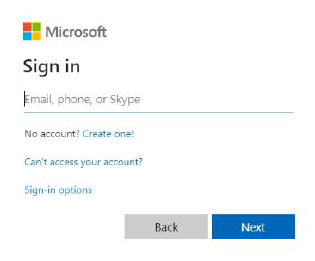 Microsoft
Sign in
Email, phone, or Skype
No account? Create one!
Can't access your account?
Sign-in options
Back Next